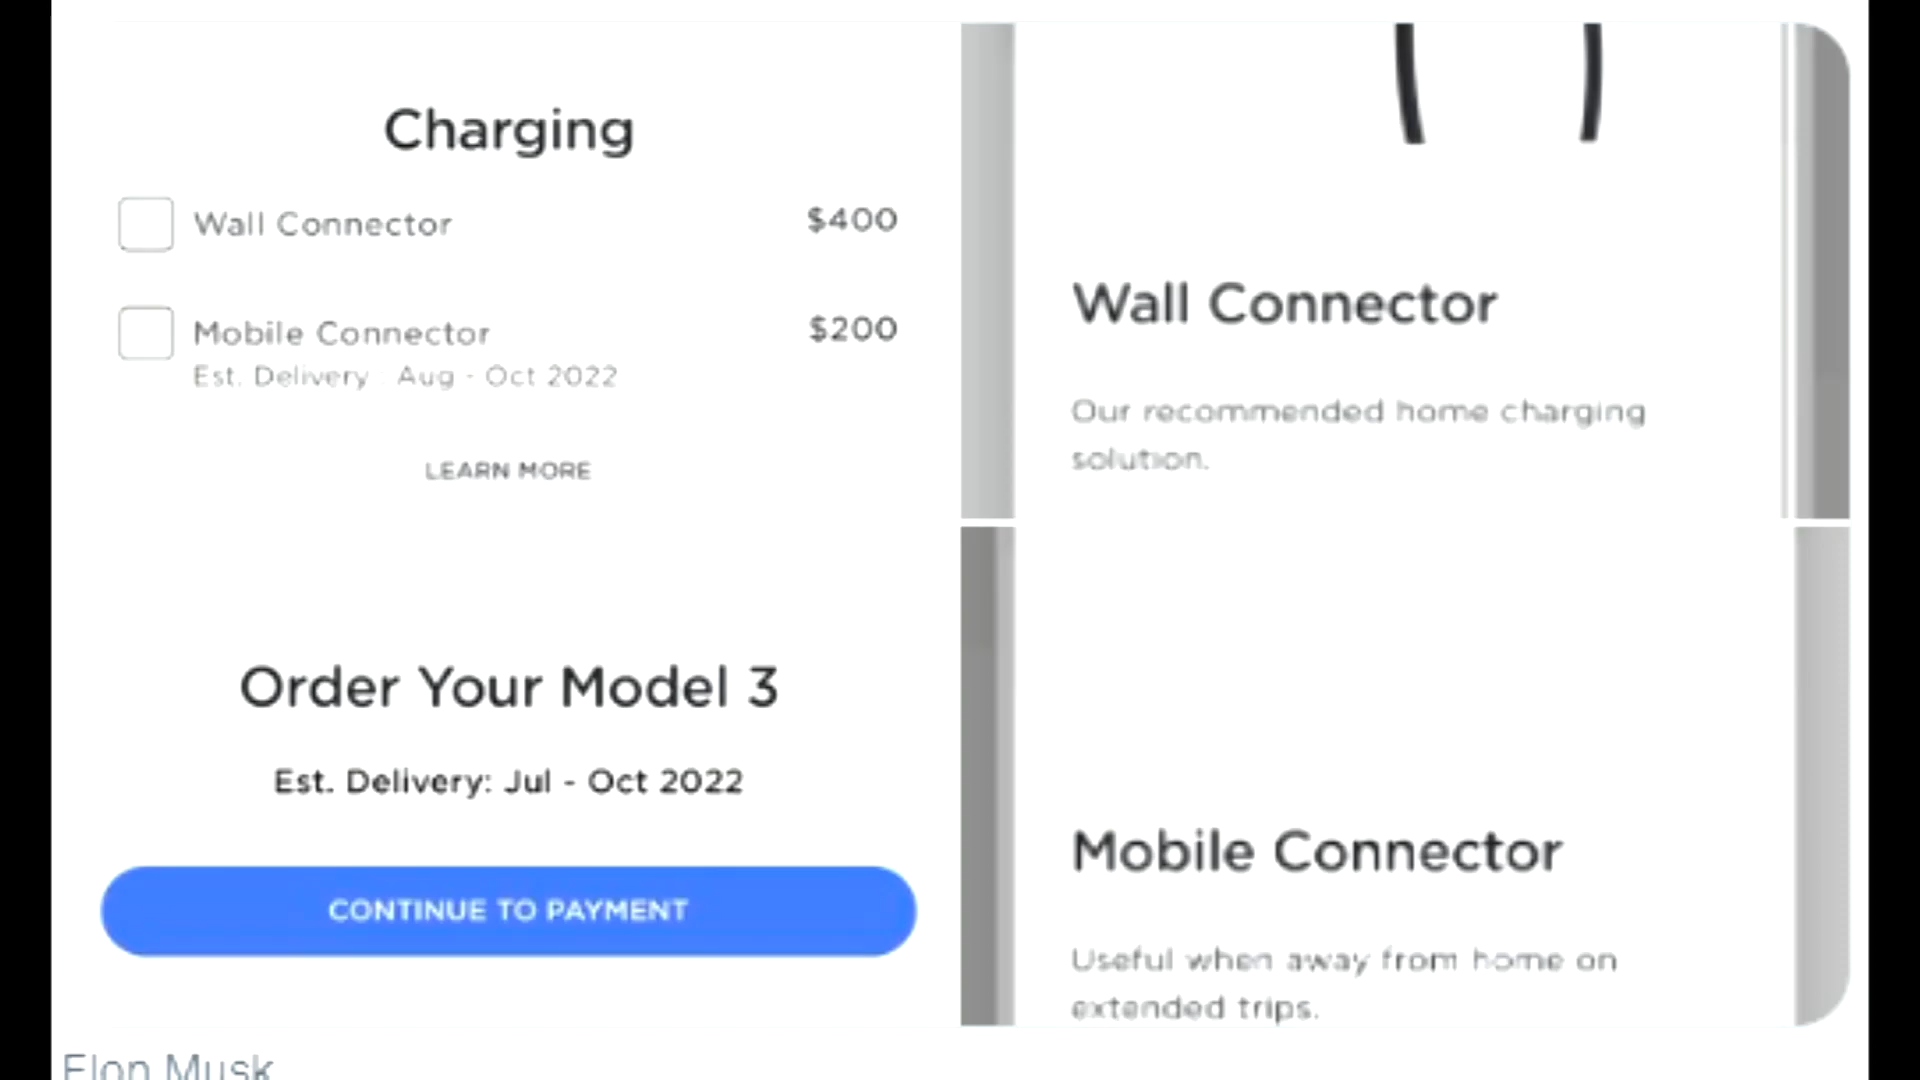 Charging
Wall Connector $400
Mobile Connector $200
Est. Delivery : Aug - Oct 2022
LEARN MORE
Order Your Model 3
Est. Delivery: Jul - Oct 2022
CONTINUE TO PAYMENT
Wall Connector
Our recommended home charging
solution.
Mobile Connector
Useful when away from home on
extended trips.
Elon Musk